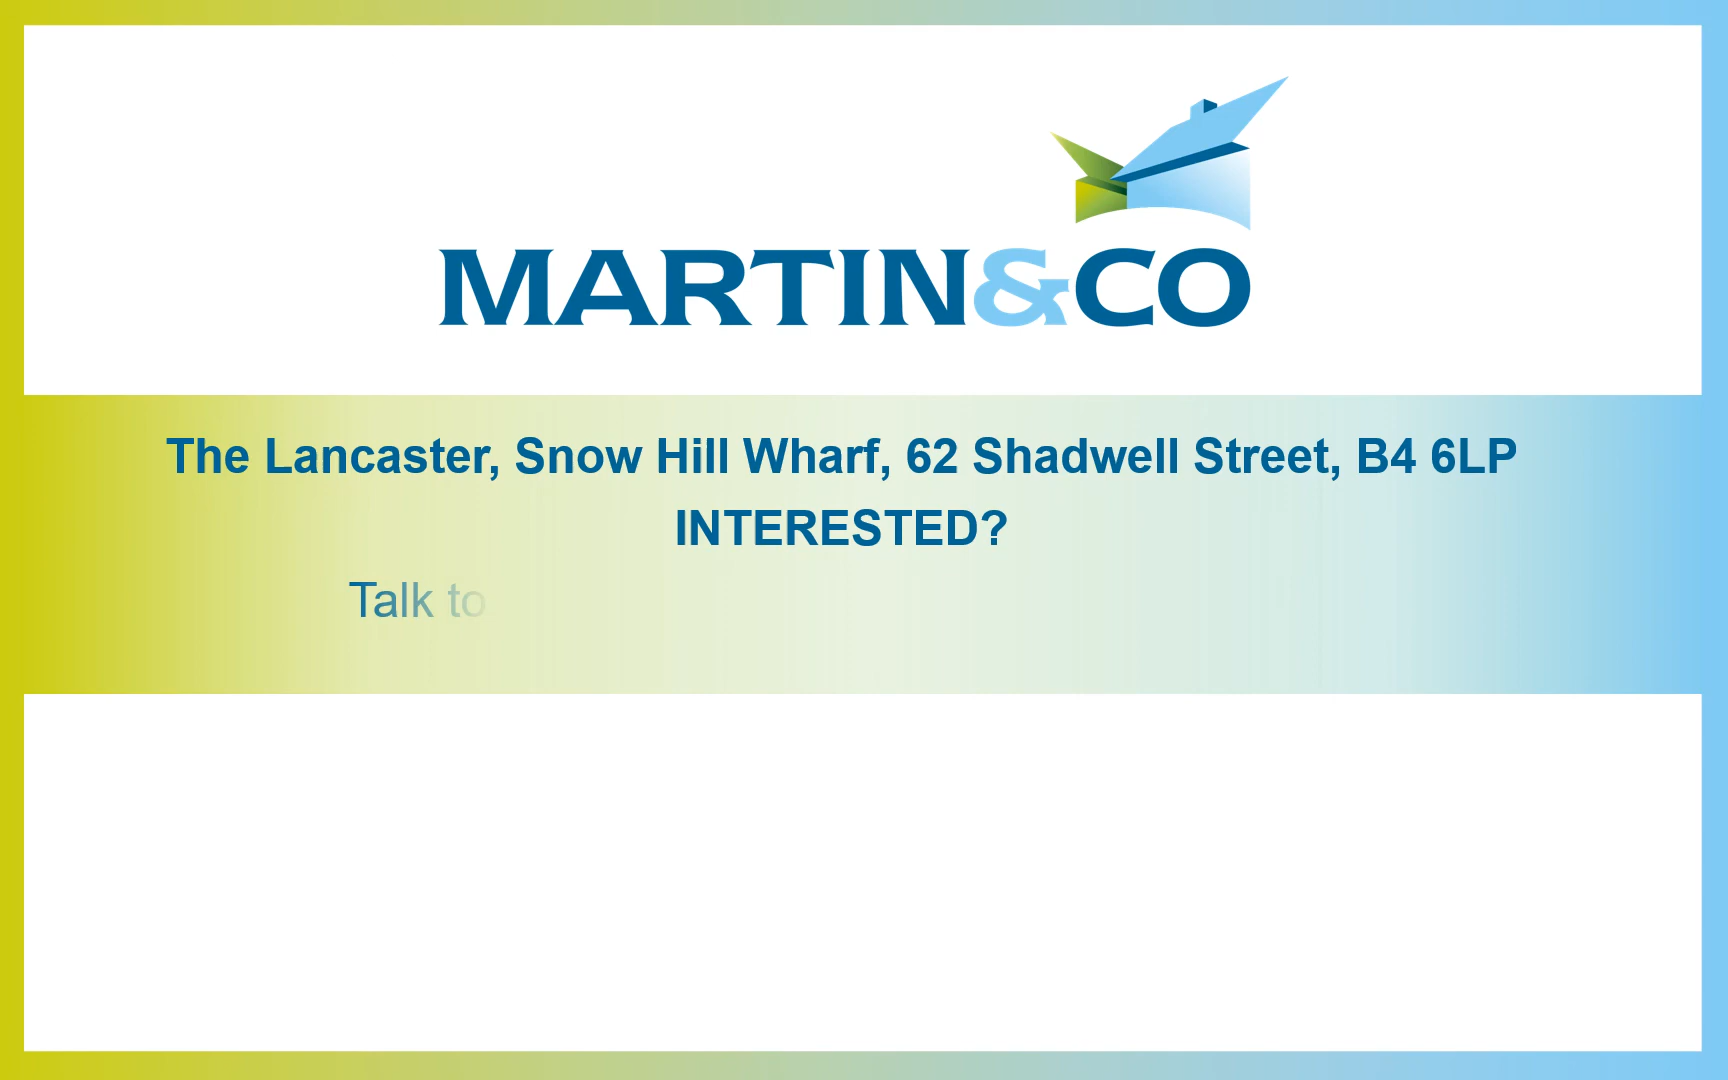 MARTIN&CO
The Lancaster, Snow Hill Wharf, 62 Shadwell Street, B4 6LP
INTERESTED?
Talk to